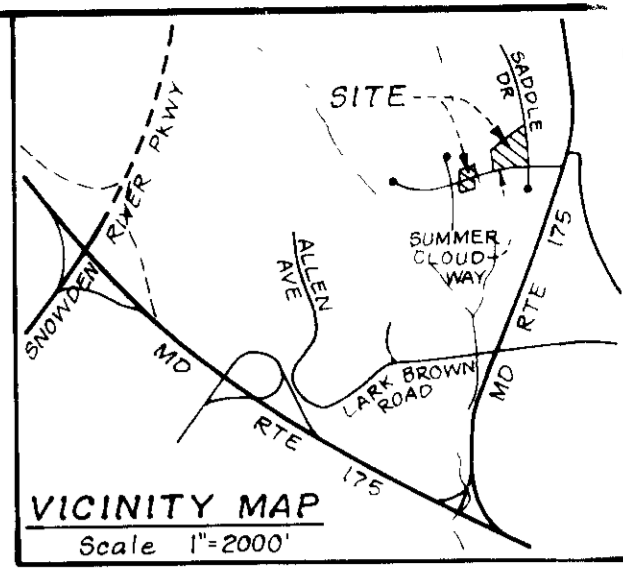 SITE
SADDLE
DR
SNOWDEN RIVER PKWY
SUMMER
CLOUD
WAY
ALLEN
AVE
MD RTE 175
LARK BROWN
ROAD
MD RTE 175
VICINITY MAP
Scale 1"=2000'